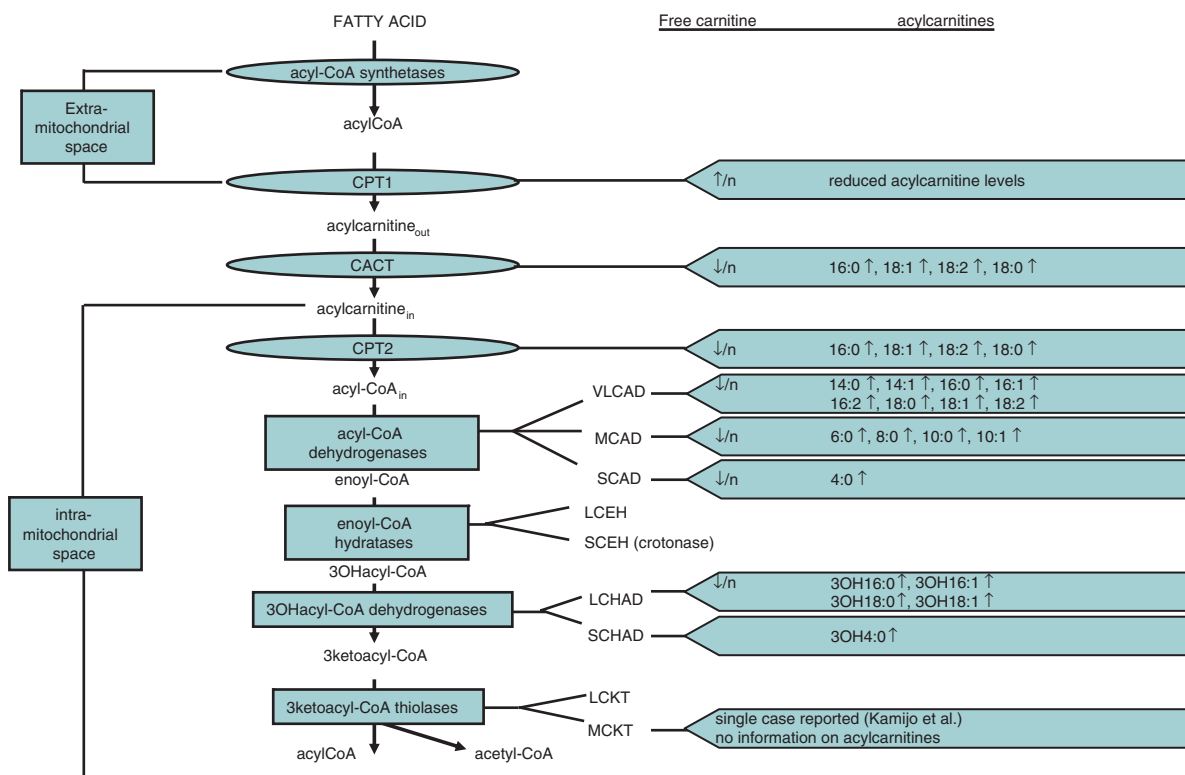 FATTY ACID
Free carnitine acylcarnitines
acyl-CoA synthetases
Extra-
mitochondrial
space
acylCoA
CPT1
↑/n reduced acylcarnitine levels
acylcarnitine out
CACT
↓/n 16:0 ↑, 18:1 ↑, 18:2 ↑, 18:0 ↑
acylcarnitine in
CPT2
↓/n 16:0 ↑, 18:1 ↑, 18:2 ↑, 18:0 ↑
acyl-CoA in
VLCAD
↓/n 14:0 ↑, 14:1 ↑, 16:0 ↑, 16:1 ↑
16:2 ↑, 18:0 ↑, 18:1 ↑, 18:2 ↑
acyl-CoA
dehydrogenases
MCAD
↓/n 6:0 ↑, 8:0 ↑, 10:0 ↑, 10:1 ↑
enoyl-CoA
SCAD
↓/n 4:0 ↑
intra-
mitochondrial
space
enoyl-CoA
hydratases
LCEH
SCEH (crotonase)
3OHacyl-CoA
3OHacyl-CoA dehydrogenases
LCHAD
↓/n 3OH16:0 ↑, 3OH16:1 ↑
3OH18:0 ↑, 3OH18:1 ↑
SCHAD
3OH4:0 ↑
3ketoacyl-CoA
3ketoacyl-CoA thiolases
LCKT
MCKT
single case reported (Kamijo et al.)
no information on acylcarnitines
acylCoA acetyl-CoA